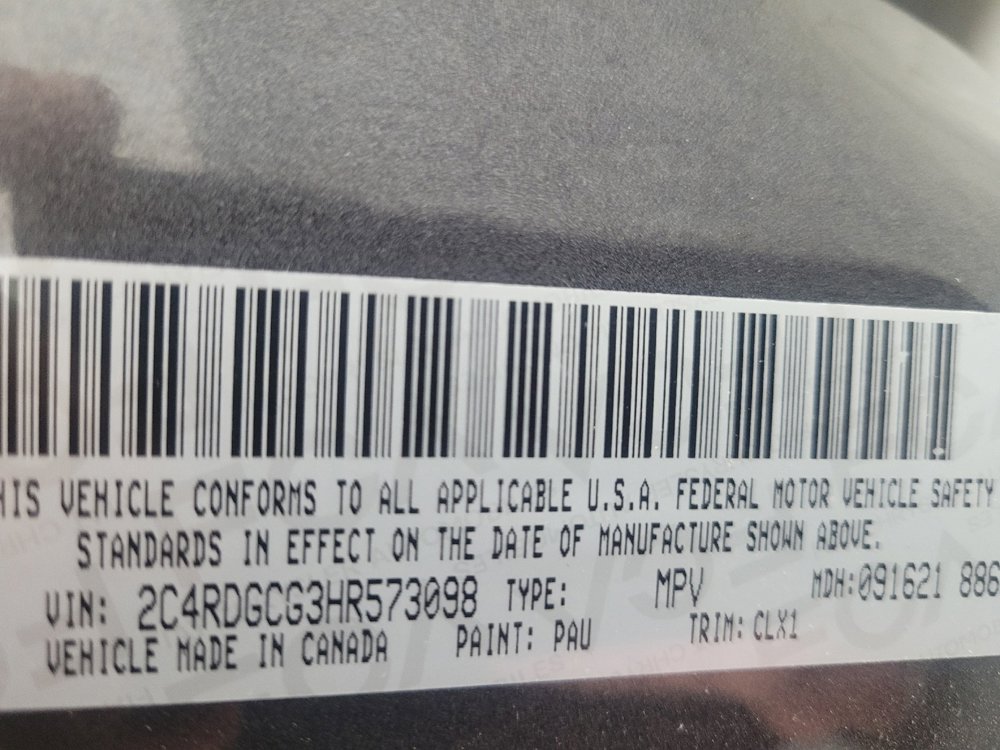 HIS VEHICLE CONFORMS TO ALL APPLICABLE U.S.A. FEDERAL MOTOR VEHICLE SAFETY
STANDARDS IN EFFECT ON THE DATE OF MANUFACTURE SHOWN ABOVE.
VIN: 2C4RDGCG3HR573098 TYPE: MPV MDH: 091621 886
VEHICLE MADE IN CANADA PAINT: PAU TRIM: CLX1